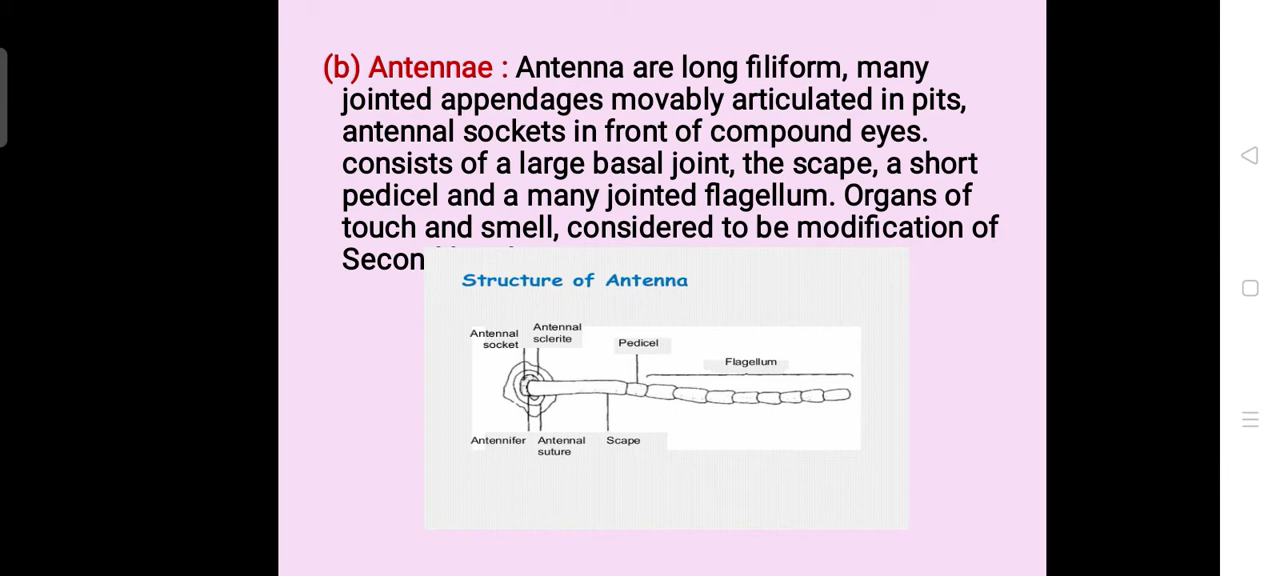 (b) Antennae : Antenna are long filiform, many
jointed appendages movably articulated in pits,
antennal sockets in front of compound eyes.
consists of a large basal joint, the scape, a short
pedicel and a many jointed flagellum. Organs of
touch and smell, considered to be modification of
Structure of Antenna
Antennal
socket
Antennal
sclerite
Pedicel
Flagellum
Antennifer
Antennal
suture
Scape